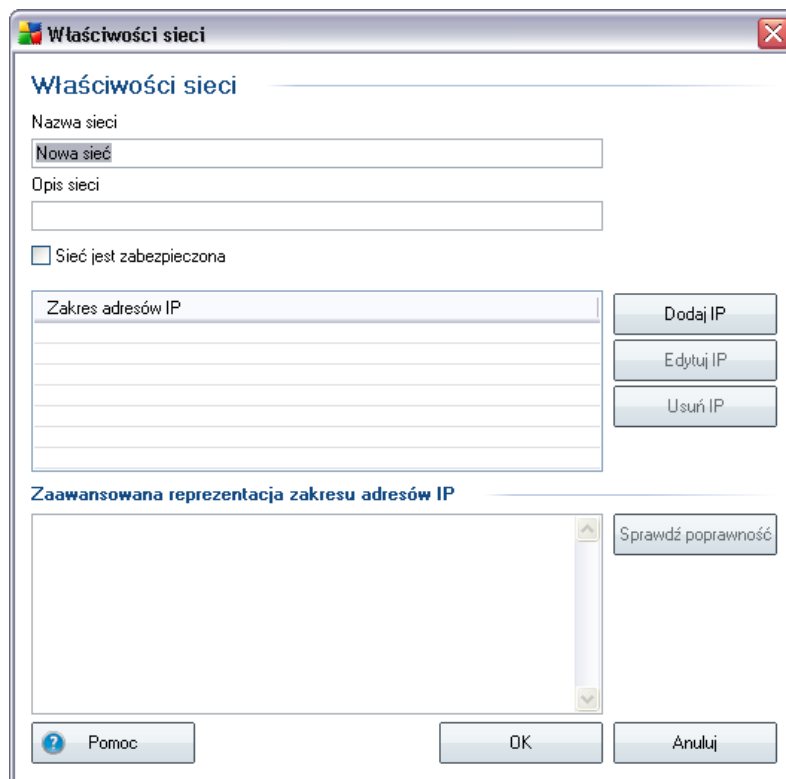 Właściwości sieci
Właściwości sieci
Nazwa sieci
Nowa sieć
Opis sieci
Sieć jest zabezpieczona
Zakres adresów IP
Dodaj IP
Edytuj IP
Usuń IP
Zaawansowana reprezentacja zakresu adresów IP
Sprawdź poprawność
Pomoc
OK
Anuluj